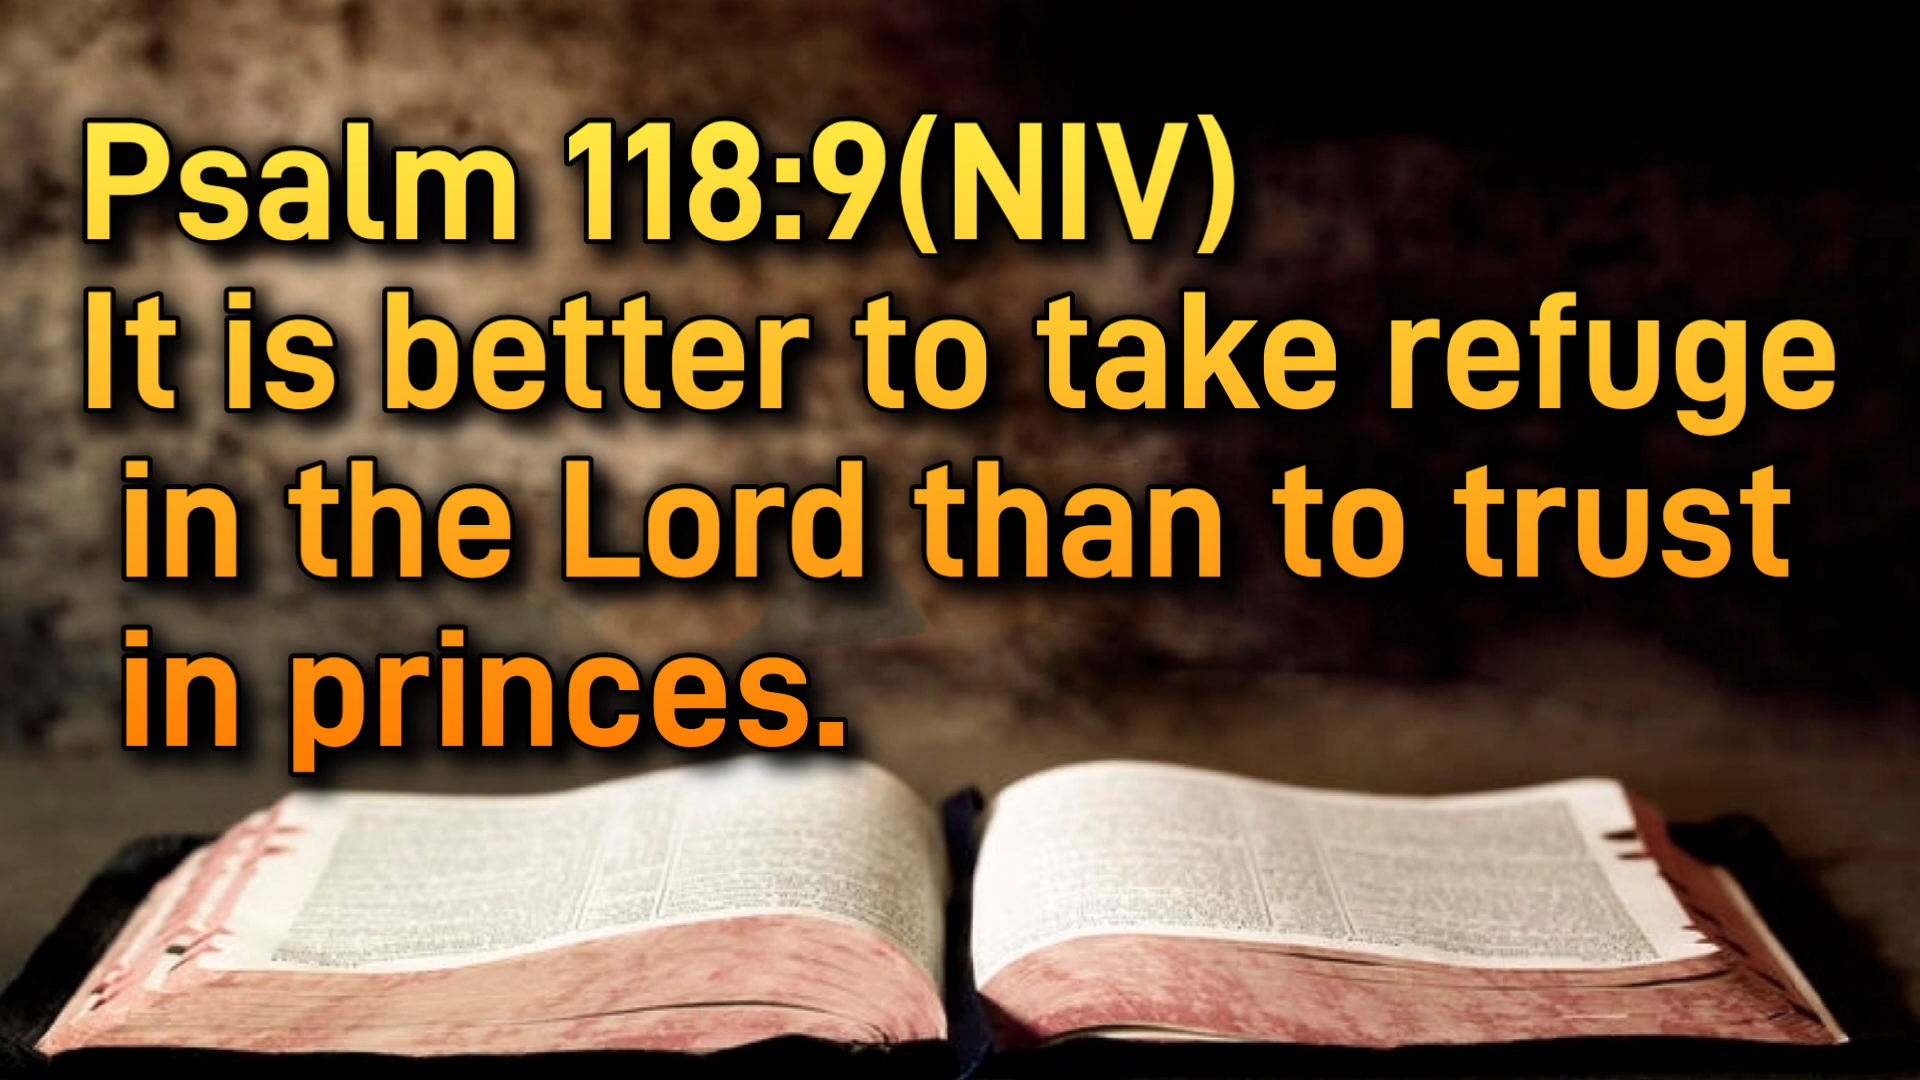 Psalm 118:9(NIV)
It is better to take refuge
in the Lord than to trust
in princes.